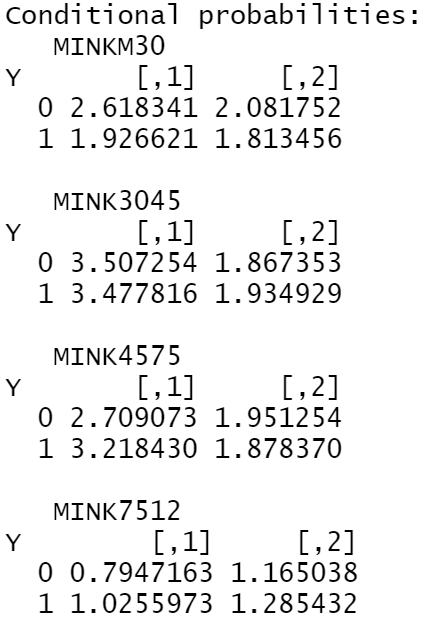 Conditional probabilities:
   MINKM30
Y       [,1]     [,2]
  0 2.618341 2.081752
  1 1.926621 1.813456
   MINK3045
Y       [,1]     [,2]
  0 3.507254 1.867353
  1 3.477816 1.934929
   MINK4575
Y       [,1]     [,2]
  0 2.709073 1.951254
  1 3.218430 1.878370
   MINK7512
Y        [,1]     [,2]
  0 0.7947163 1.165038
  1 1.0255973 1.285432